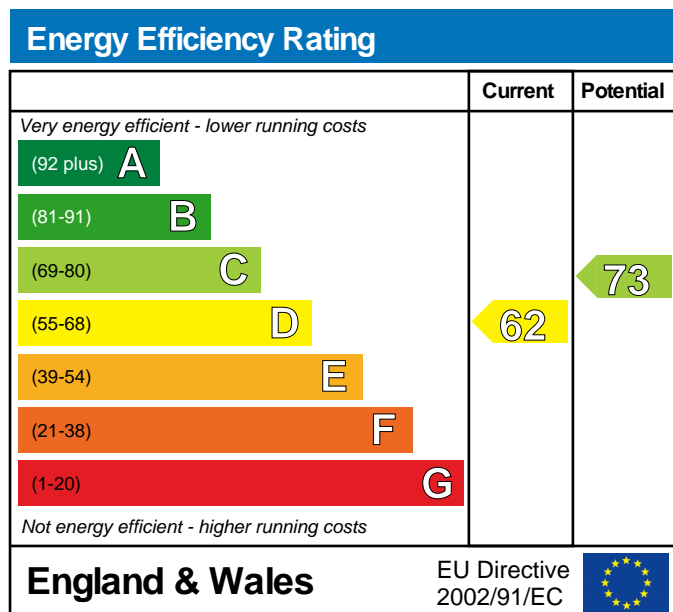 Energy Efficiency Rating
Current Potential
Very energy efficient - lower running costs
(92 plus) A
(81-91) B
(69-80) C 73
(55-68) D 62
(39-54) E
(21-38) F
(1-20) G
Not energy efficient - higher running costs
England & Wales
EU Directive
2002/91/EC